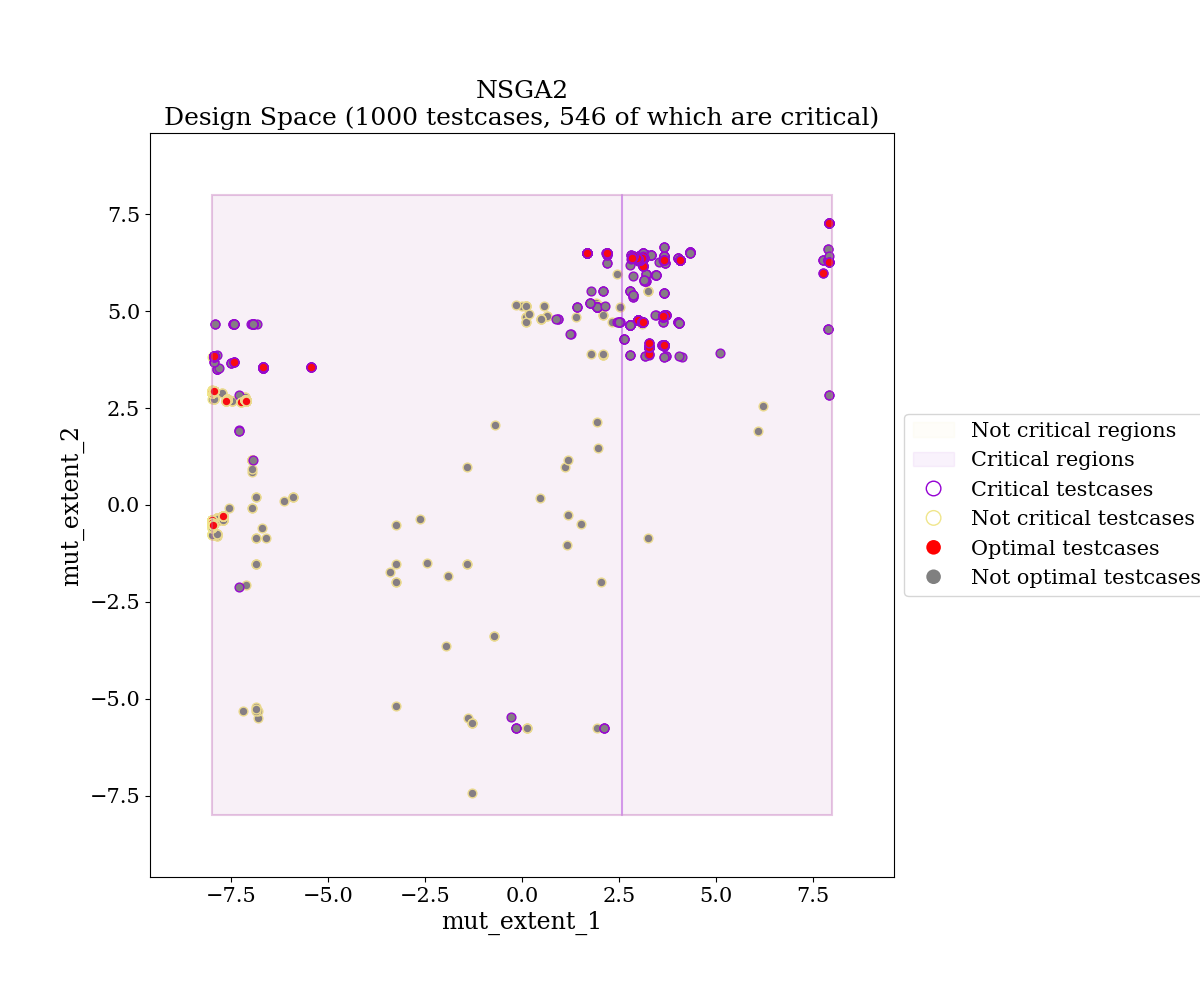 NSGA2
Design Space (1000 testcases, 546 of which are critical)
7.5
5.0
2.5
0.0
−2.5
−5.0
−7.5
mut_extent_2
−7.5
−5.0
−2.5
0.0
2.5
5.0
7.5
mut_extent_1
Not critical regions
Critical regions
Critical testcases
Not critical testcases
Optimal testcases
Not optimal testcases